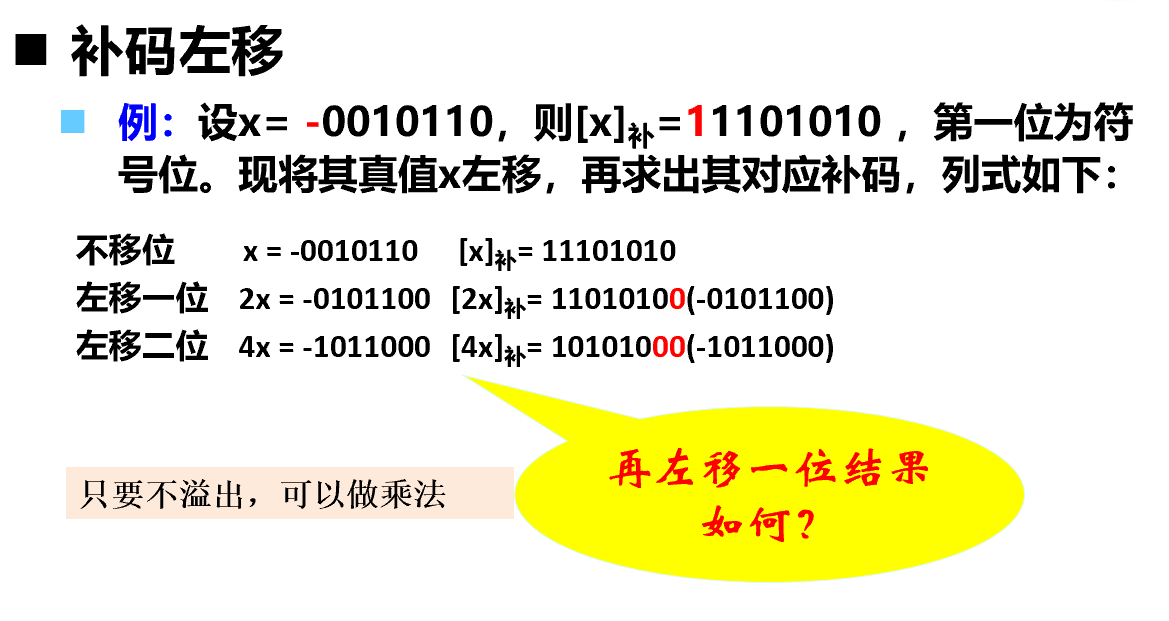 ■ 补码左移
例：设x= -0010110，则[x]补=11101010 ，第一位为符
号位。现将其真值x左移，再求出其对应补码，列式如下：
不移位 x = -0010110 [x]补= 11101010
左移一位 2x = -0101100 [2x]补= 11010100(-0101100)
左移二位 4x = -1011000 [4x]补= 10101000(-1011000)
再左移一位结果
如何？
只要不溢出，可以做乘法